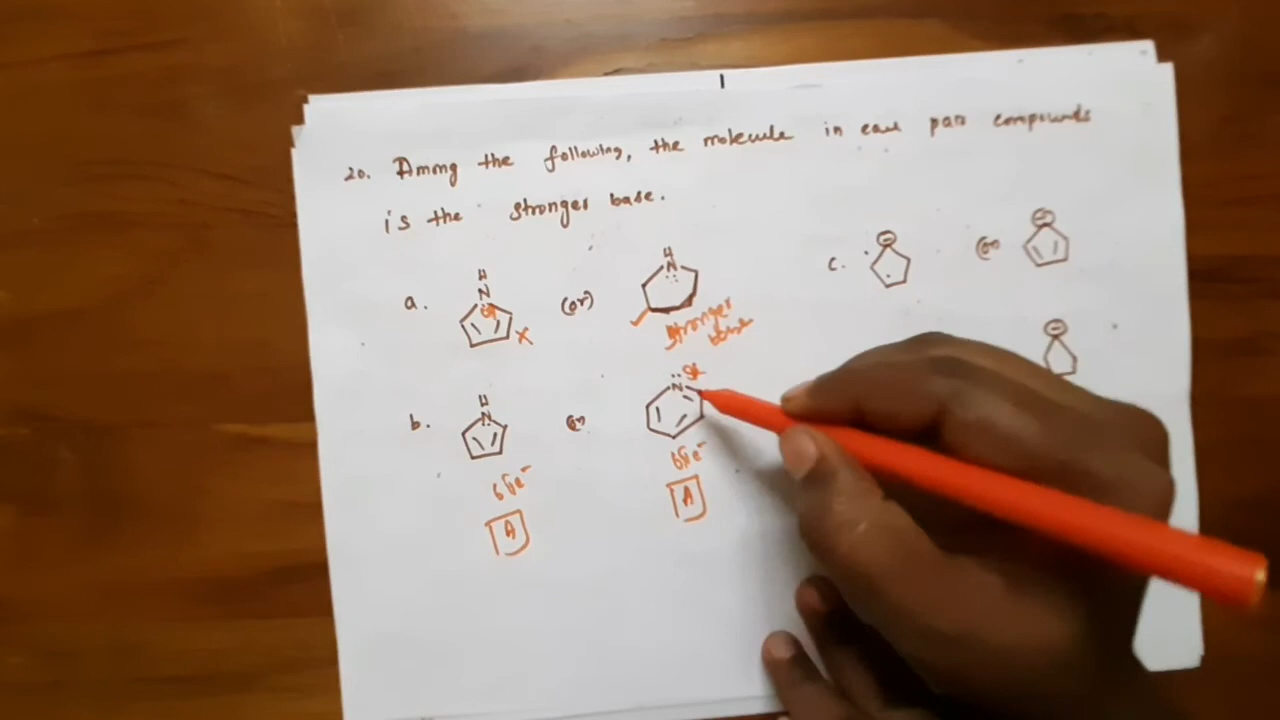 20. Among the following, the molecule in each pair compounds
is the stronger base.
a. H N (or) H N
stronger base
b. H N (or) N
6πe⁻ 6πe⁻
A A
c. (or)